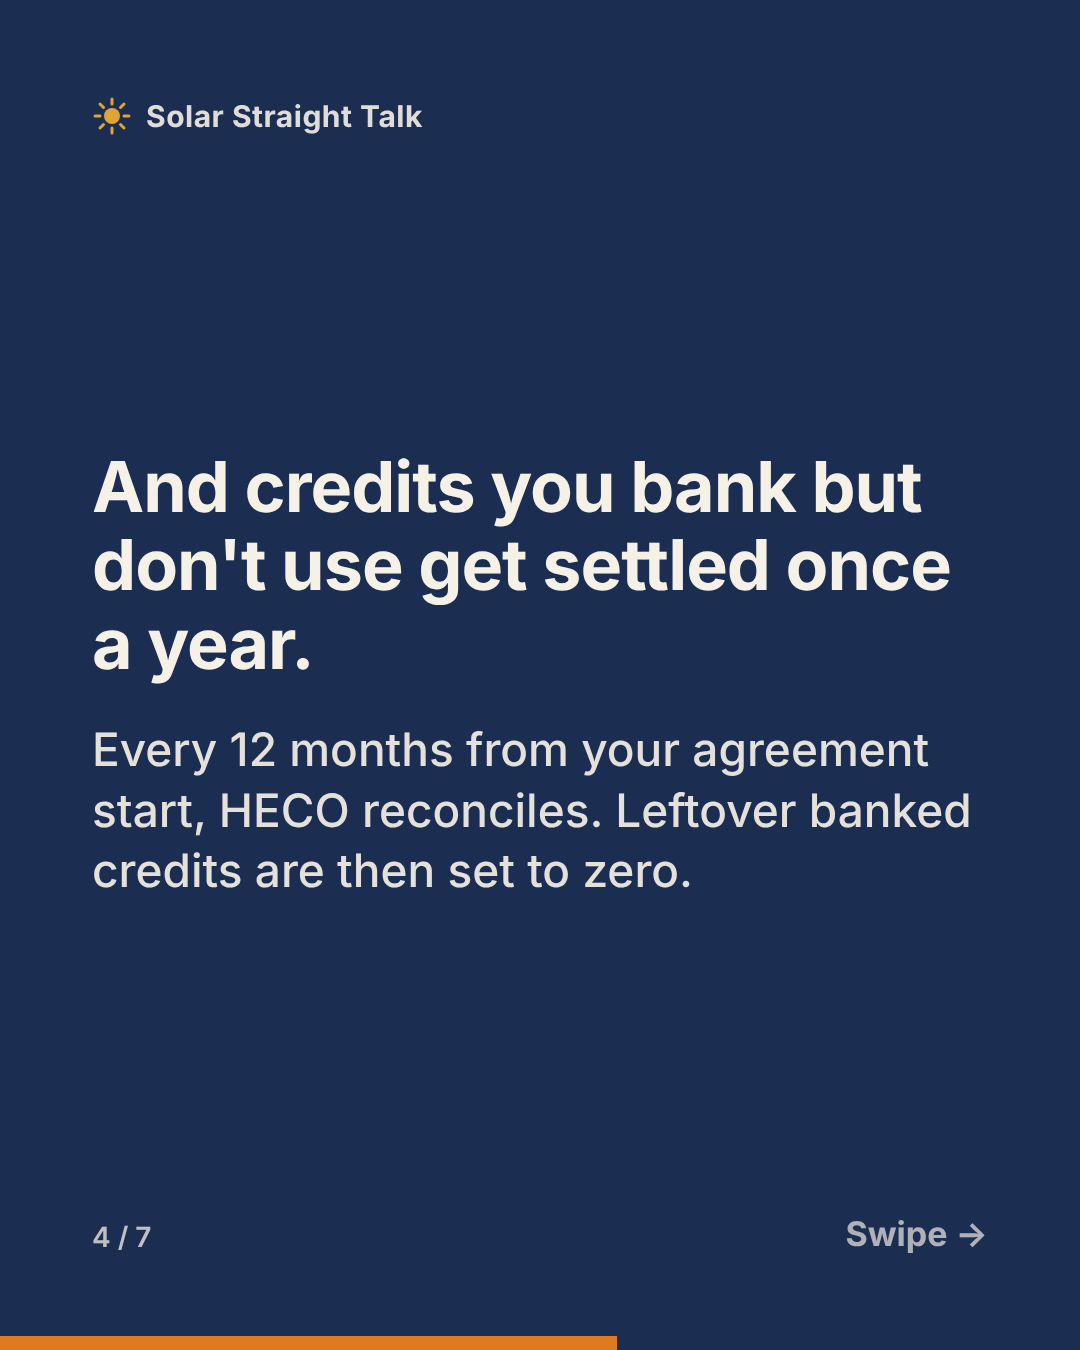 Solar Straight Talk
And credits you bank but
don't use get settled once
a year.
Every 12 months from your agreement
start, HECO reconciles. Leftover banked
credits are then set to zero.
4 / 7
Swipe →